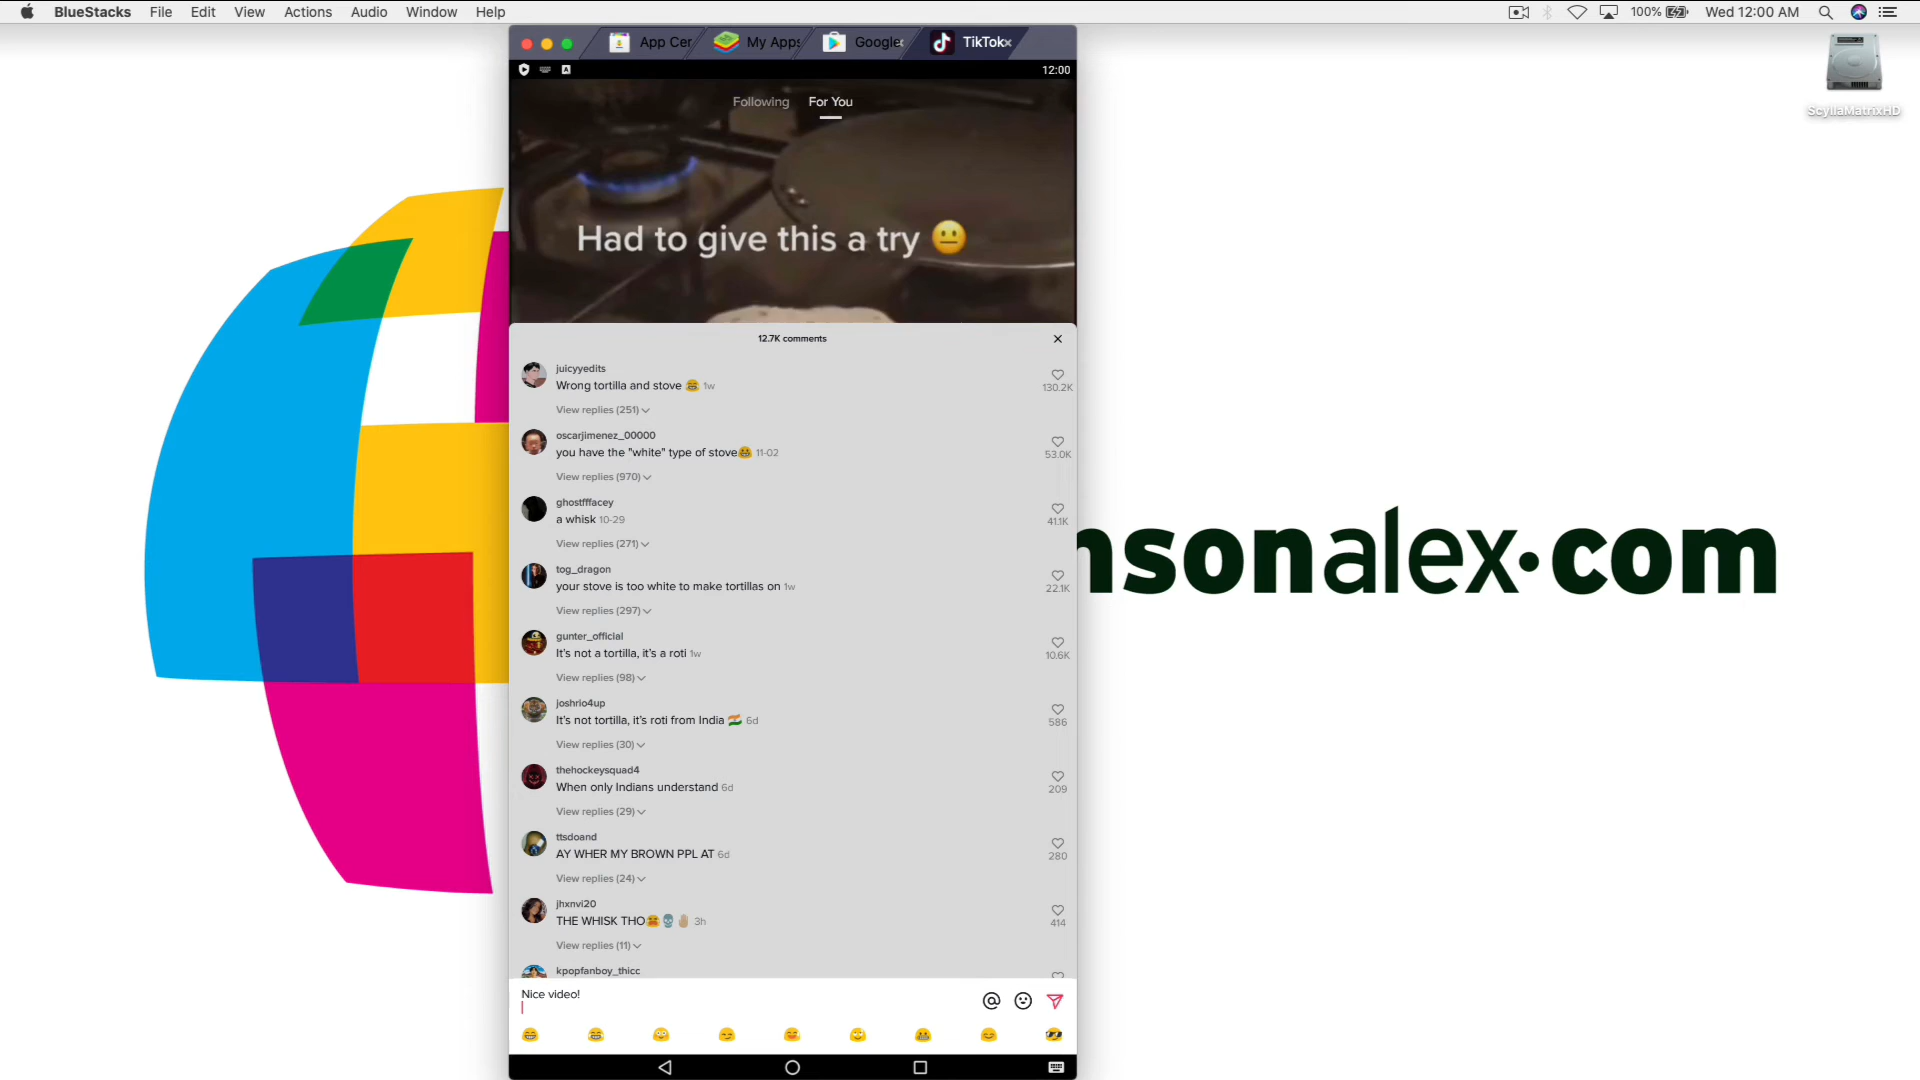 BlueStacks File Edit View Actions Audio Window Help 100% Wed 12:00 AM
App Cer My Apps Google TikTok
12:00
ScyllaMatrixHD
Following For You
Had to give this a try 😐
12.7K comments
juicyyedits
Wrong tortilla and stove 😂 1w
130.2K
View replies (251)
oscarjimenez_00000
you have the "white" type of stove😂 11-02
53.0K
View replies (970)
ghostfffacey
a whisk 10-29
41.1K
View replies (271)
tog_dragon
your stove is too white to make tortillas on 1w
22.1K
View replies (297)
gunter_official
It's not a tortilla, it's a roti 1w
10.6K
View replies (98)
joshrio4up
It's not tortilla, it's roti from India 🇮🇳 6d
586
View replies (30)
thehockeysquad4
When only Indians understand 6d
209
View replies (29)
ttsdoand
AY WHER MY BROWN PPL AT 6d
280
View replies (24)
jhxnvi20
THE WHISK THO😫💀🤚🏼 3h
414
View replies (11)
kpopfanboy_thicc
Nice video!
nsonalex.com